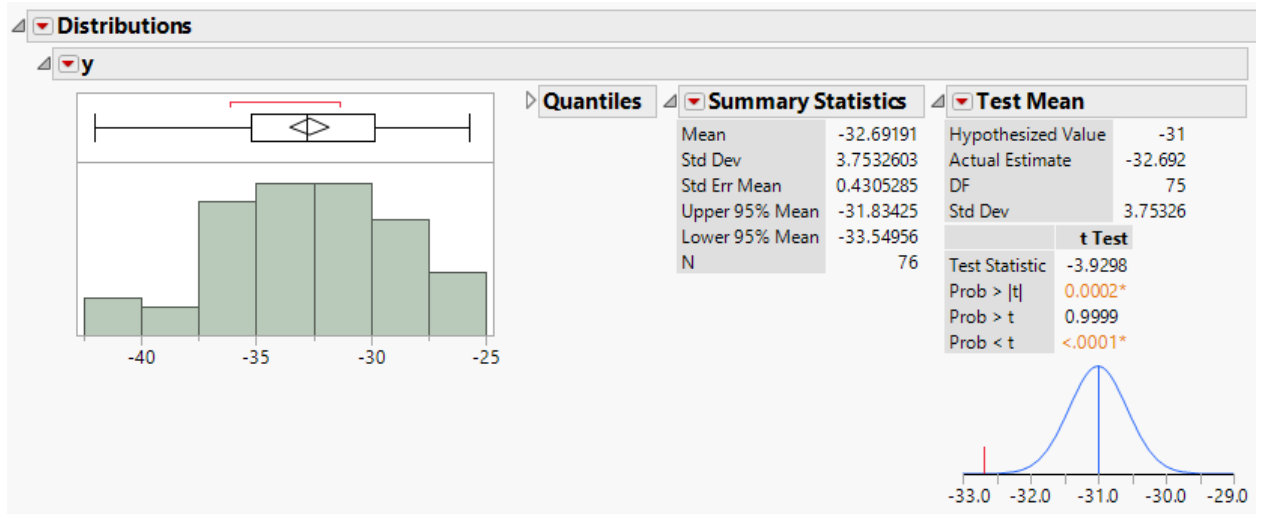 Distributions
y
-40 -35 -30 -25
Quantiles
Summary Statistics
Mean -32.69191
Std Dev 3.7532603
Std Err Mean 0.4305285
Upper 95% Mean -31.83425
Lower 95% Mean -33.54956
N 76
Test Mean
Hypothesized Value -31
Actual Estimate -32.692
DF 75
Std Dev 3.75326
t Test
Test Statistic -3.9298
Prob > |t| 0.0002*
Prob > t 0.9999
Prob < t <.0001*
-33.0 -32.0 -31.0 -30.0 -29.0